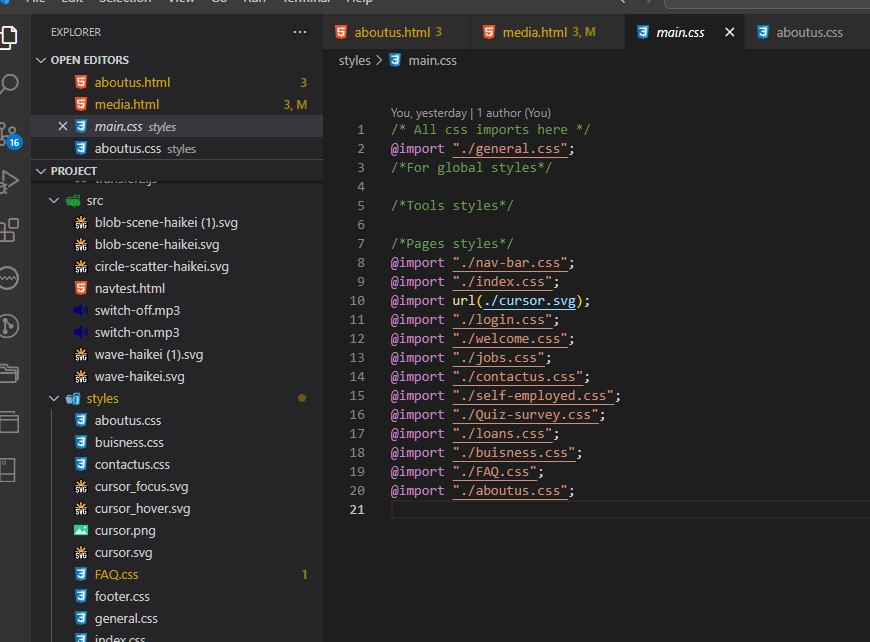 File Edit Selection View Go Run Terminal Help
EXPLORER
OPEN EDITORS
aboutus.html 3
media.html 3, M
main.css styles
aboutus.css styles
PROJECT
transfer.js
src
blob-scene-haikei (1).svg
blob-scene-haikei.svg
circle-scatter-haikei.svg
navtest.html
switch-off.mp3
switch-on.mp3
wave-haikei (1).svg
wave-haikei.svg
styles
aboutus.css
buisness.css
contactus.css
cursor_focus.svg
cursor_hover.svg
cursor.png
cursor.svg
FAQ.css 1
footer.css
general.css
index.css
16
aboutus.html 3
media.html 3, M
main.css
aboutus.css
styles > main.css
You, yesterday | 1 author (You)
1 /* All css imports here */
2 @import "./general.css";
3 /*For global styles*/
4
5 /*Tools styles*/
6
7 /*Pages styles*/
8 @import "./nav-bar.css";
9 @import "./index.css";
10 @import url(./cursor.svg);
11 @import "./login.css";
12 @import "./welcome.css";
13 @import "./jobs.css";
14 @import "./contactus.css";
15 @import "./self-employed.css";
16 @import "./Quiz-survey.css";
17 @import "./loans.css";
18 @import "./buisness.css";
19 @import "./FAQ.css";
20 @import "./aboutus.css";
21